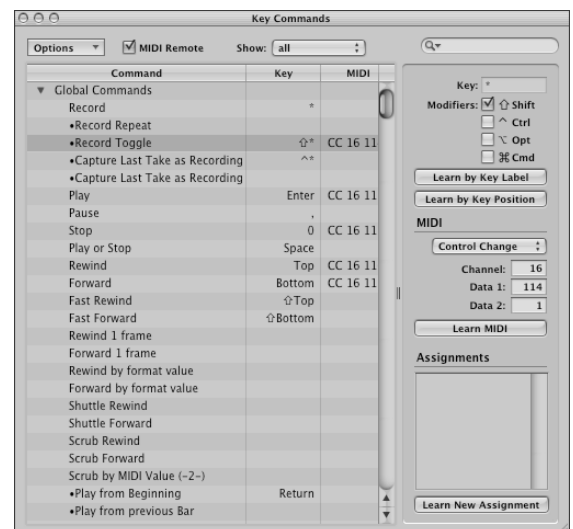 Key Commands
Options MIDI Remote Show: all
Command Key MIDI
Global Commands
Record *
•Record Repeat
•Record Toggle ⇧* CC 16 11
•Capture Last Take as Recording ^*
•Capture Last Take as Recording
Play Enter CC 16 11
Pause ,
Stop 0 CC 16 11
Play or Stop Space
Rewind Top CC 16 11
Forward Bottom CC 16 11
Fast Rewind ⇧Top
Fast Forward ⇧Bottom
Rewind 1 frame
Forward 1 frame
Rewind by format value
Forward by format value
Shuttle Rewind
Shuttle Forward
Scrub Rewind
Scrub Forward
Scrub by MIDI Value (-2-)
•Play from Beginning Return
•Play from previous Bar
Key: *
Modifiers: ⇧ Shift
^ Ctrl
⌥ Opt
⌘ Cmd
Learn by Key Label
Learn by Key Position
MIDI
Control Change
Channel: 16
Data 1: 114
Data 2: 1
Learn MIDI
Assignments
Learn New Assignment